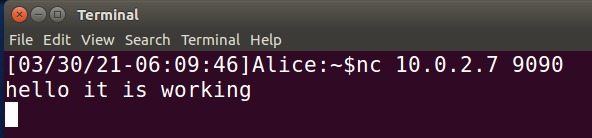 Terminal
File Edit View Search Terminal Help
[03/30/21-06:09:46]Alice:~$nc 10.0.2.7 9090
hello it is working